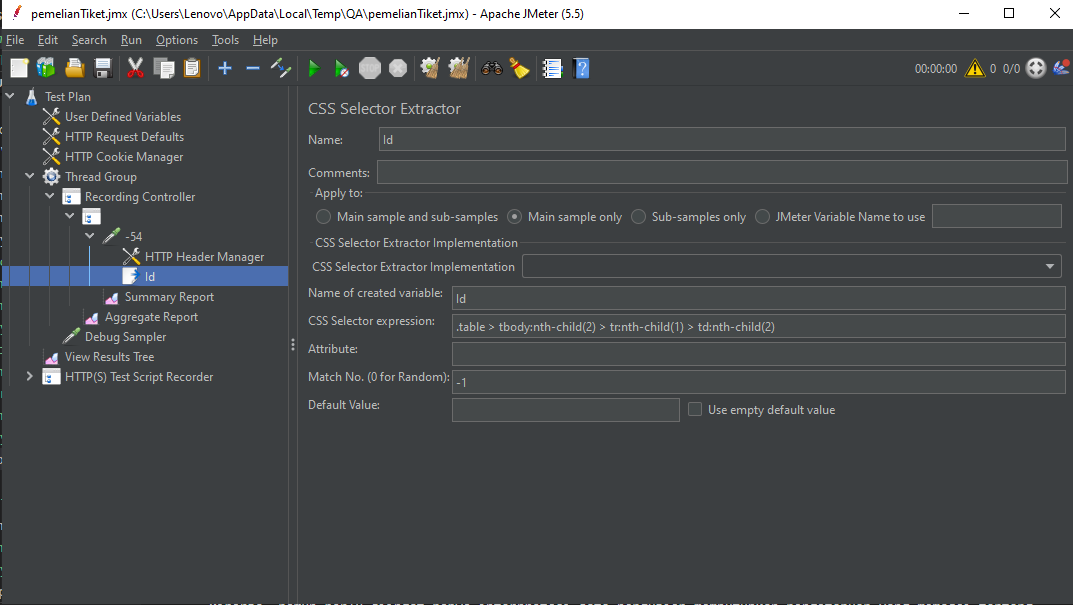 pemelianTiket.jmx (C:\Users\Lenovo\AppData\Local\Temp\QA\pemelianTiket.jmx) - Apache JMeter (5.5)
File Edit Search Run Options Tools Help
STOP
00:00:00 0 0/0
Test Plan
User Defined Variables
HTTP Request Defaults
HTTP Cookie Manager
Thread Group
Recording Controller
-54
HTTP Header Manager
Id
Summary Report
Aggregate Report
Debug Sampler
View Results Tree
HTTP(S) Test Script Recorder
CSS Selector Extractor
Name: Id
Comments:
Apply to:
Main sample and sub-samples Main sample only Sub-samples only JMeter Variable Name to use
CSS Selector Extractor Implementation
CSS Selector Extractor Implementation
Name of created variable: Id
CSS Selector expression: .table > tbody:nth-child(2) > tr:nth-child(1) > td:nth-child(2)
Attribute:
Match No. (0 for Random): -1
Default Value: Use empty default value